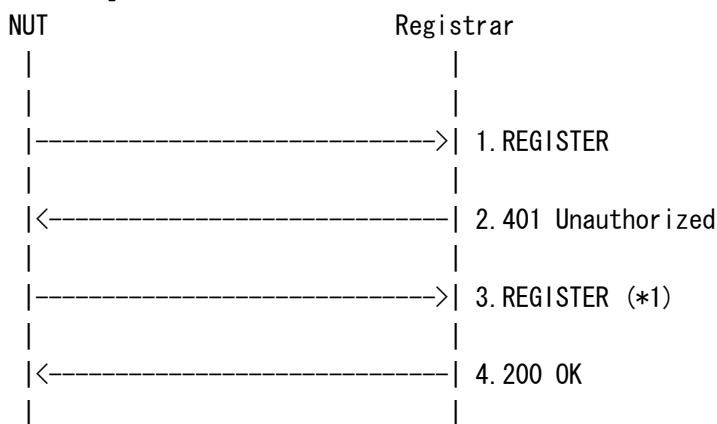 NUT Registrar
1.REGISTER
2.401 Unauthorized
3.REGISTER (*1)
4.200 OK